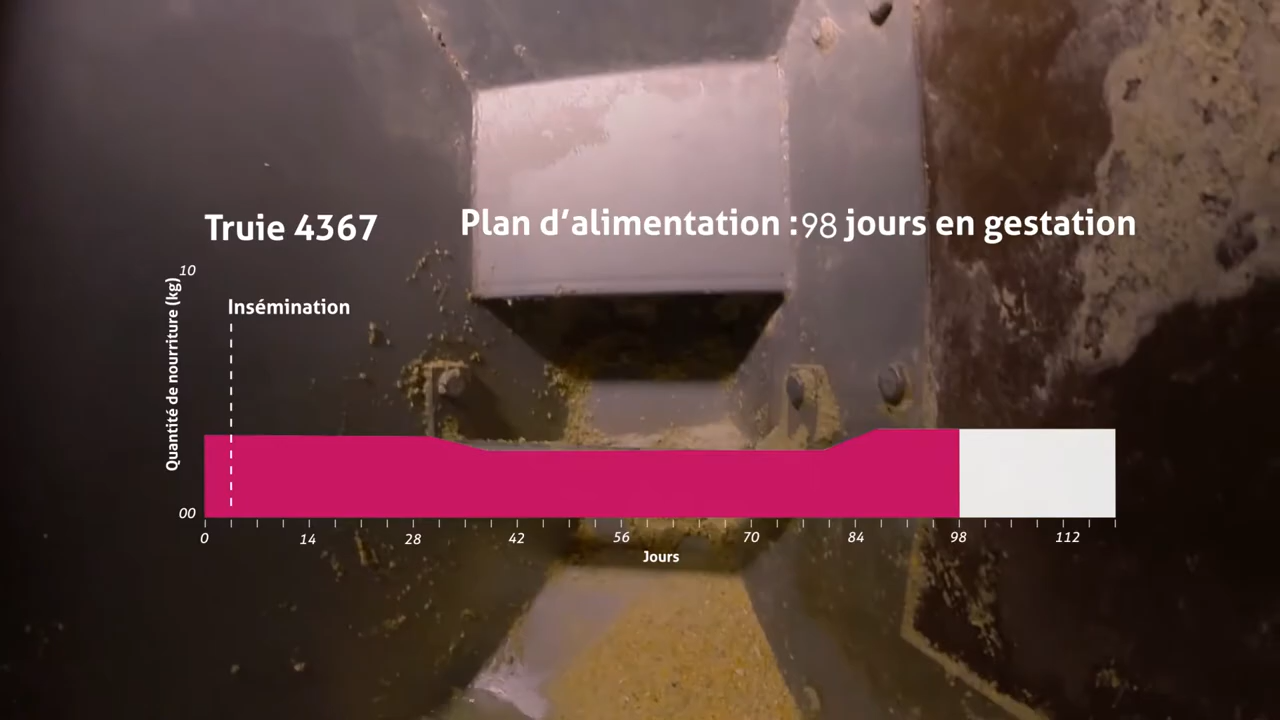 Truie 4367
Plan d’alimentation :98 jours en gestation
10
Insémination
Quantité de nourriture (kg)
00
0 14 28 42 56 70 84 98 112
Jours